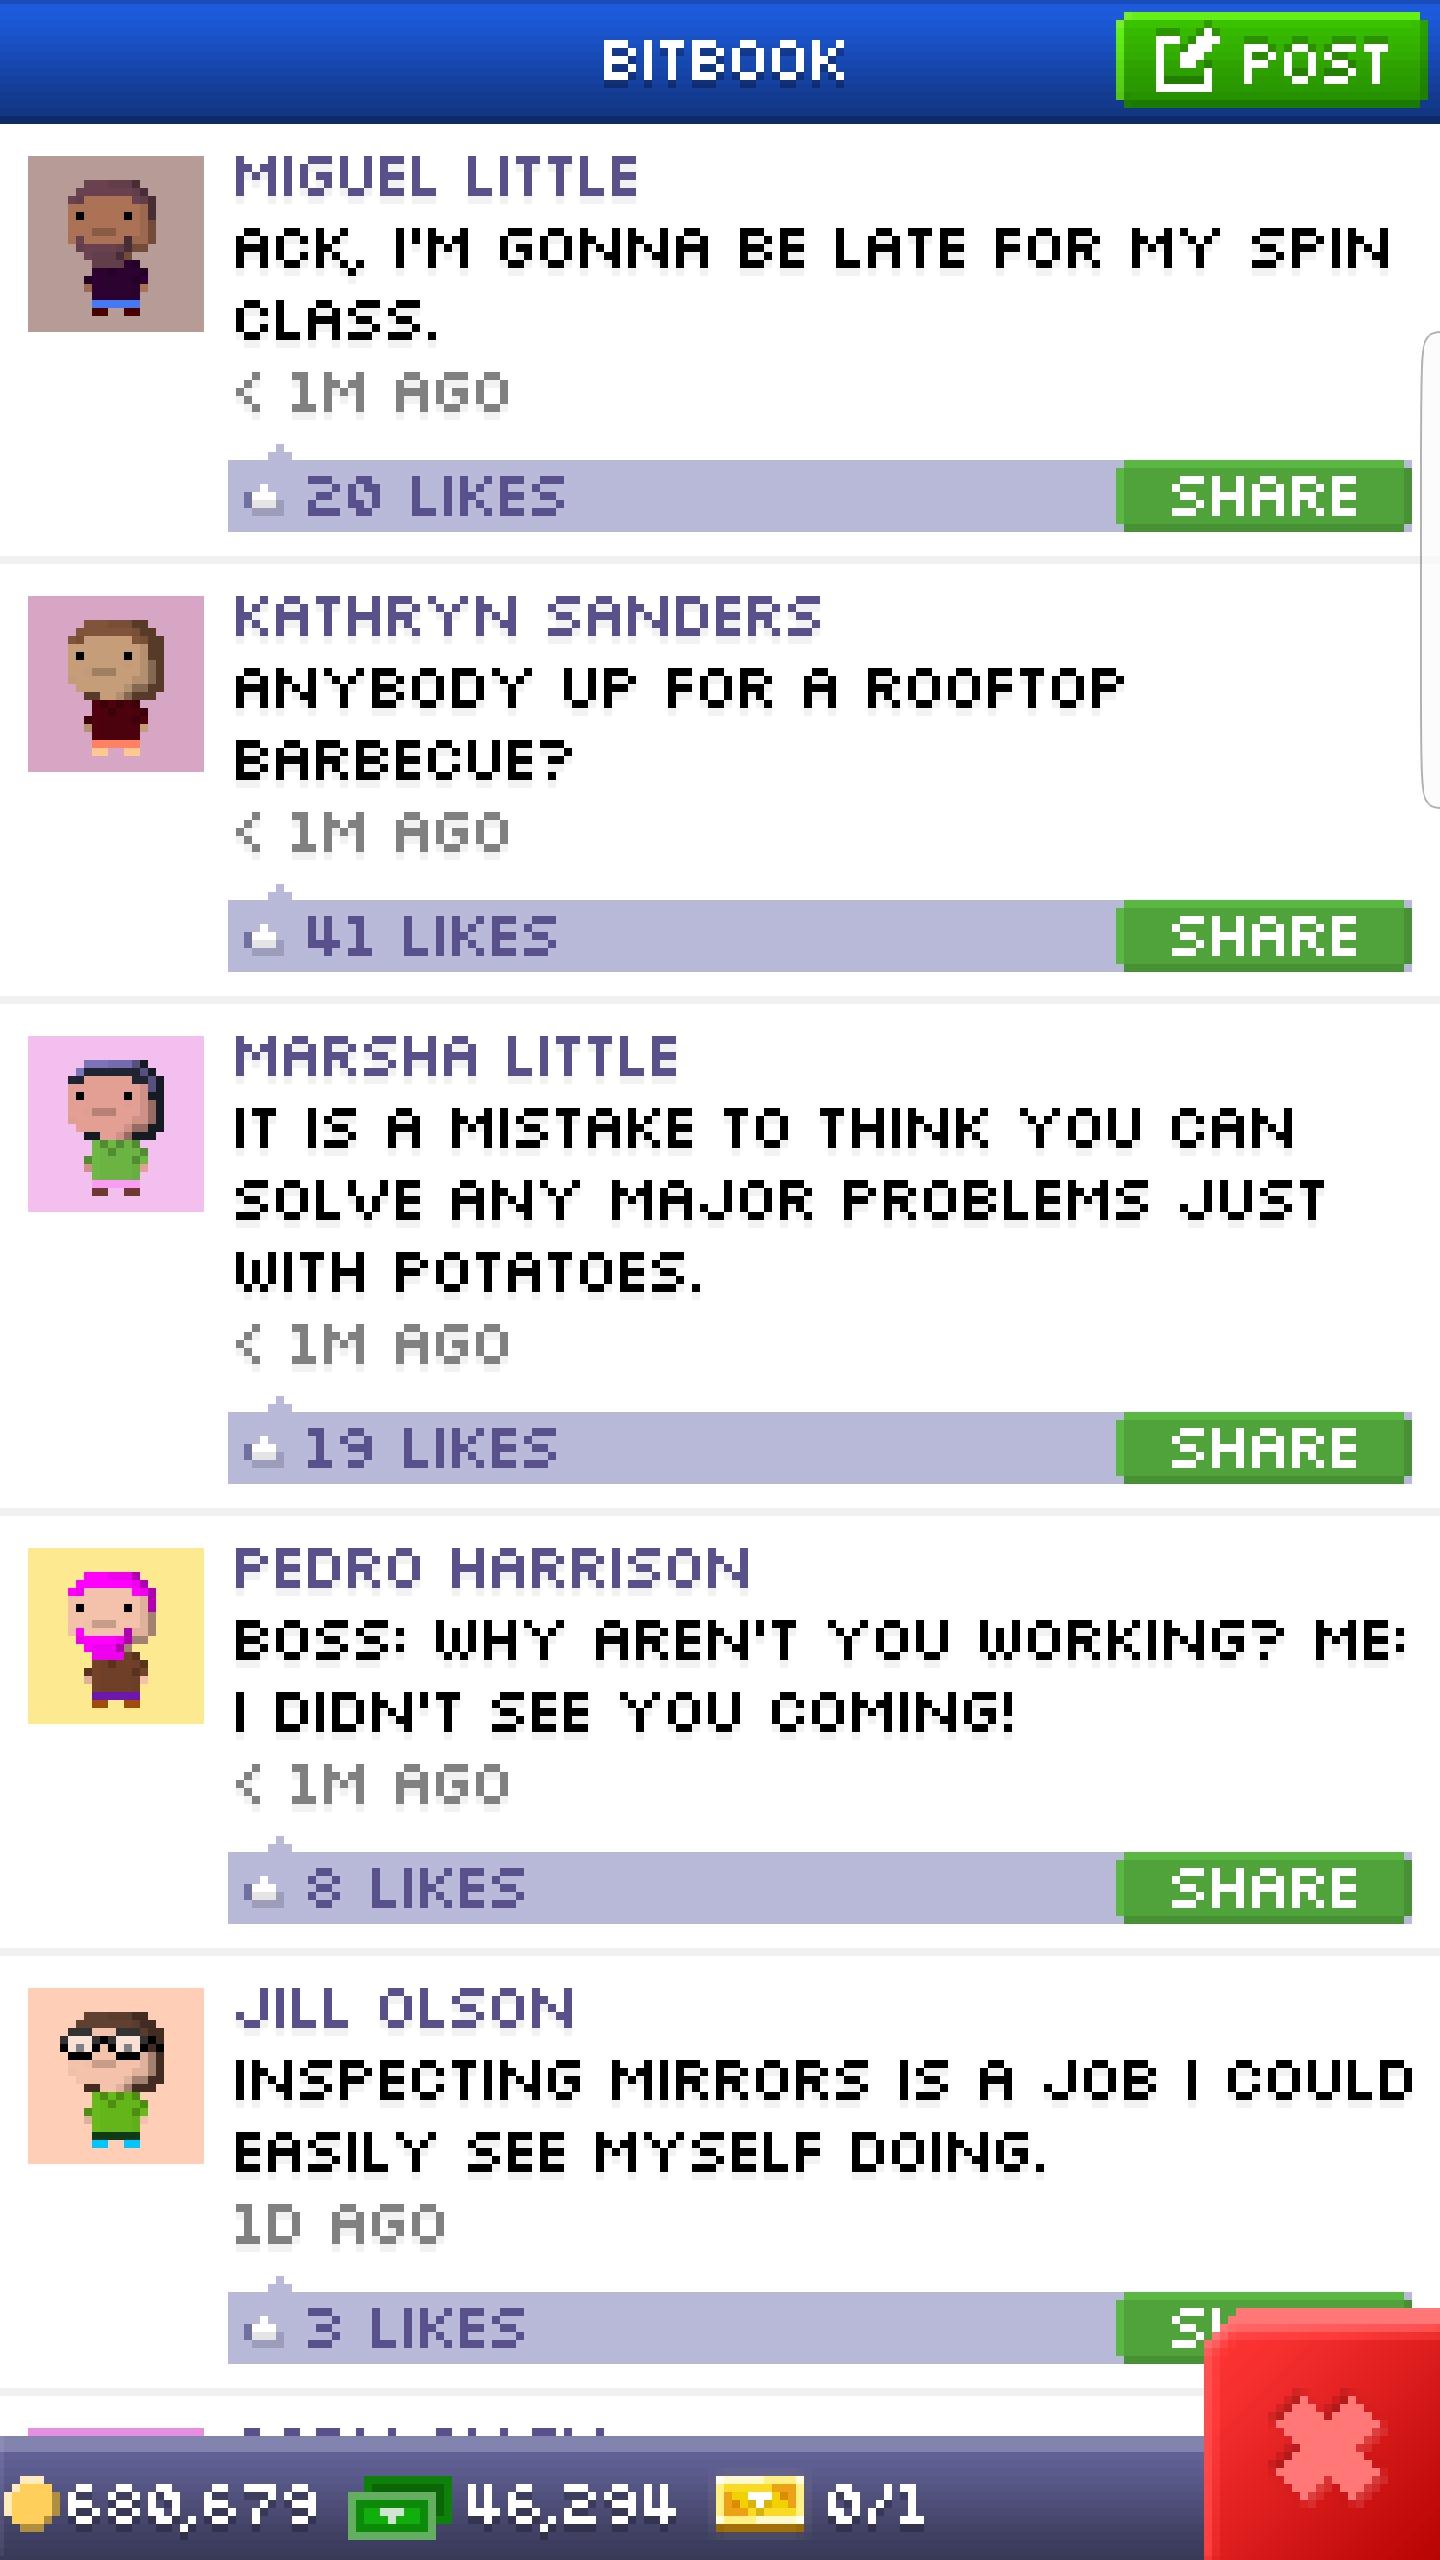 BITBOOK
POST
MIGUEL LITTLE
ACK, I'M GONNA BE LATE FOR MY SPIN
CLASS.
< 1M AGO
20 LIKES
SHARE
KATHRYN SANDERS
ANYBODY UP FOR A ROOFTOP
BARBECUE?
< 1M AGO
41 LIKES
SHARE
MARSHA LITTLE
IT IS A MISTAKE TO THINK YOU CAN
SOLVE ANY MAJOR PROBLEMS JUST
WITH POTATOES.
< 1M AGO
19 LIKES
SHARE
PEDRO HARRISON
BOSS: WHY AREN'T YOU WORKING? ME:
I DIDN'T SEE YOU COMING!
< 1M AGO
8 LIKES
SHARE
JILL OLSON
INSPECTING MIRRORS IS A JOB I COULD
EASILY SEE MYSELF DOING.
1D AGO
3 LIKES
680,679
46,294
0/1